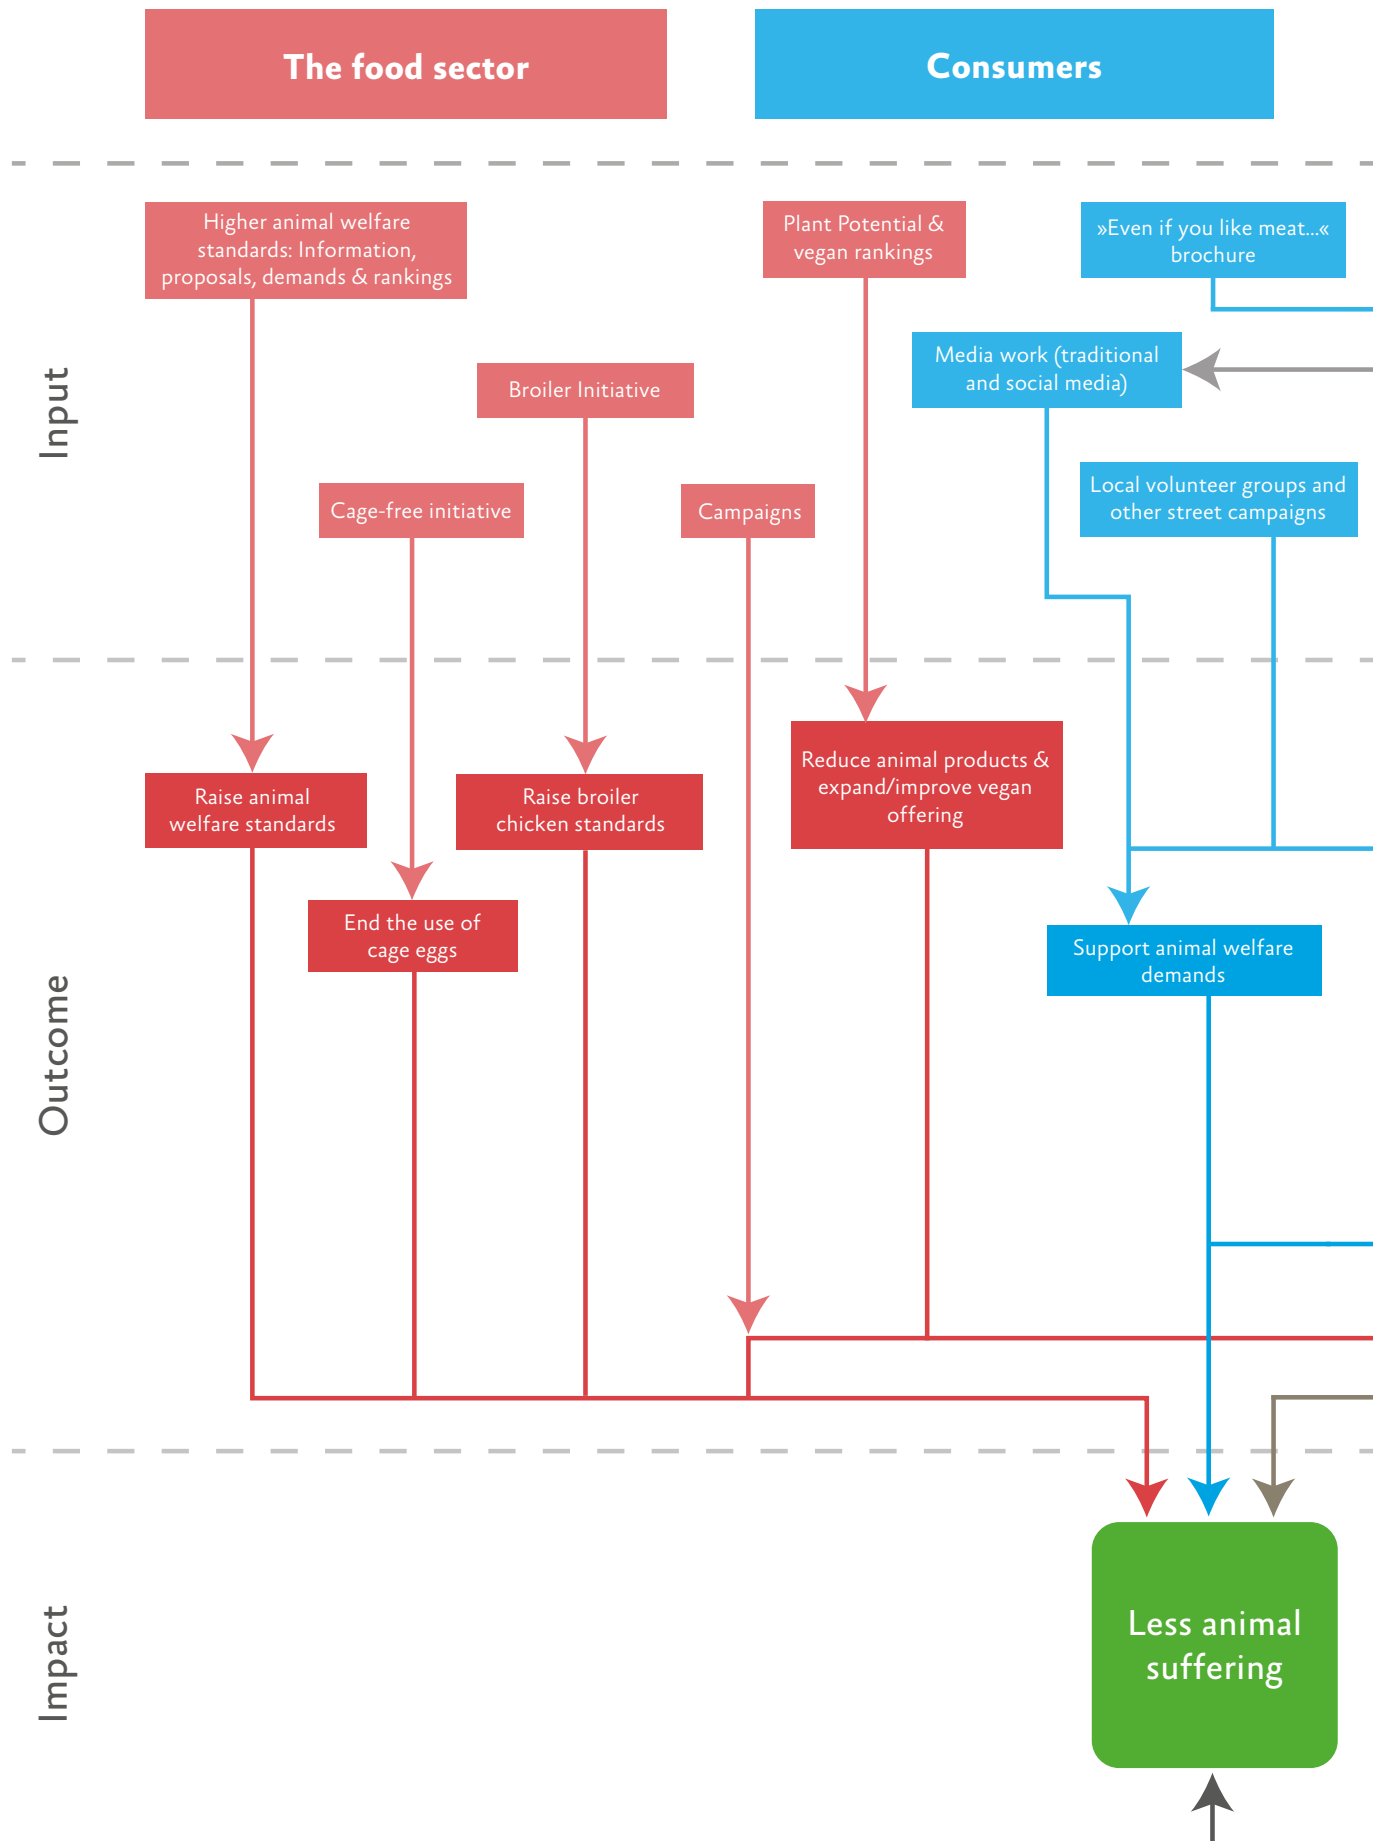 The food sector
Consumers
Input
Higher animal welfare
standards: Information,
proposals, demands & rankings
Plant Potential &
vegan rankings
»Even if you like meat...«
brochure
Media work (traditional
and social media)
Broiler Initiative
Cage-free initiative
Campaigns
Local volunteer groups and
other street campaigns
Outcome
Reduce animal products &
expand/improve vegan
offering
Raise animal
welfare standards
Raise broiler
chicken standards
End the use of
cage eggs
Support animal welfare
demands
Impact
Less animal
suffering